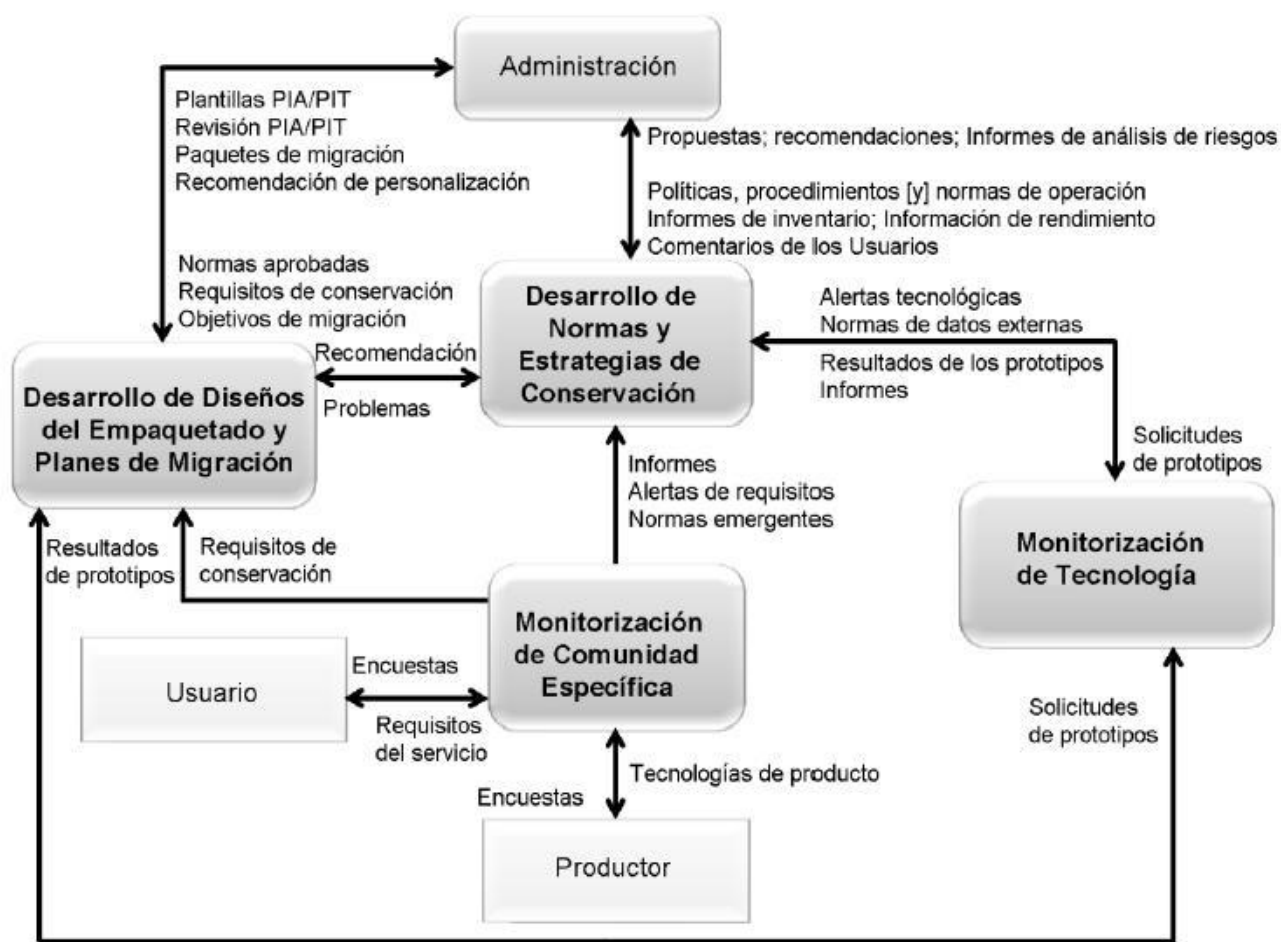 Administración
Plantillas PIA/PIT
Revisión PIA/PIT
Paquetes de migración
Recomendación de personalización
Propuestas; recomendaciones; Informes de análisis de riesgos
Políticas, procedimientos [y] normas de operación
Informes de inventario; Información de rendimiento
Comentarios de los Usuarios
Normas aprobadas
Requisitos de conservación
Objetivos de migración
Desarrollo de
Normas y
Estrategias de
Conservación
Alertas tecnológicas
Normas de datos externas
Resultados de los prototipos
Informes
Recomendación
Problemas
Desarrollo de Diseños
del Empaquetado y
Planes de Migración
Solicitudes
de prototipos
Informes
Alertas de requisitos
Normas emergentes
Monitorización
de Tecnología
Resultados
de prototipos
Requisitos de
conservación
Monitorización
de Comunidad
Específica
Usuario
Encuestas
Requisitos
del servicio
Solicitudes
de prototipos
Tecnologías de producto
Encuestas
Productor